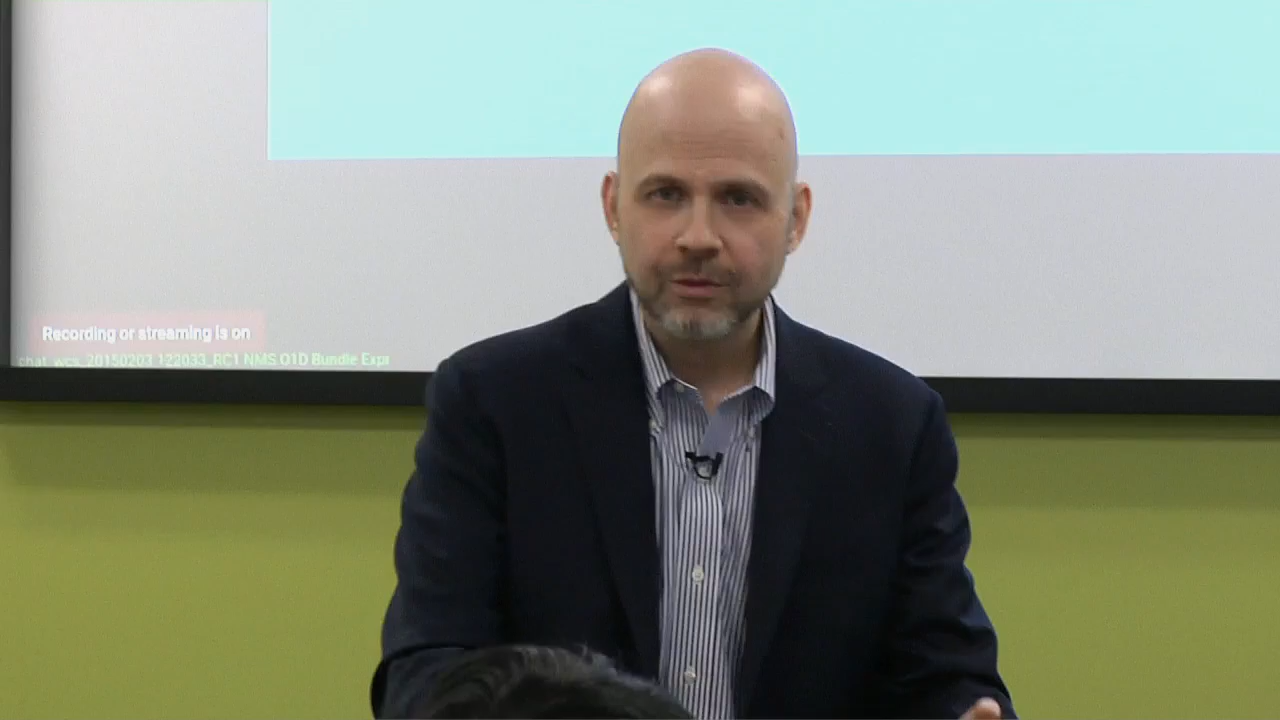 Recording or streaming is on
chat_wcs_20150203_122033_RC1 NMS O1D Bundle Expr